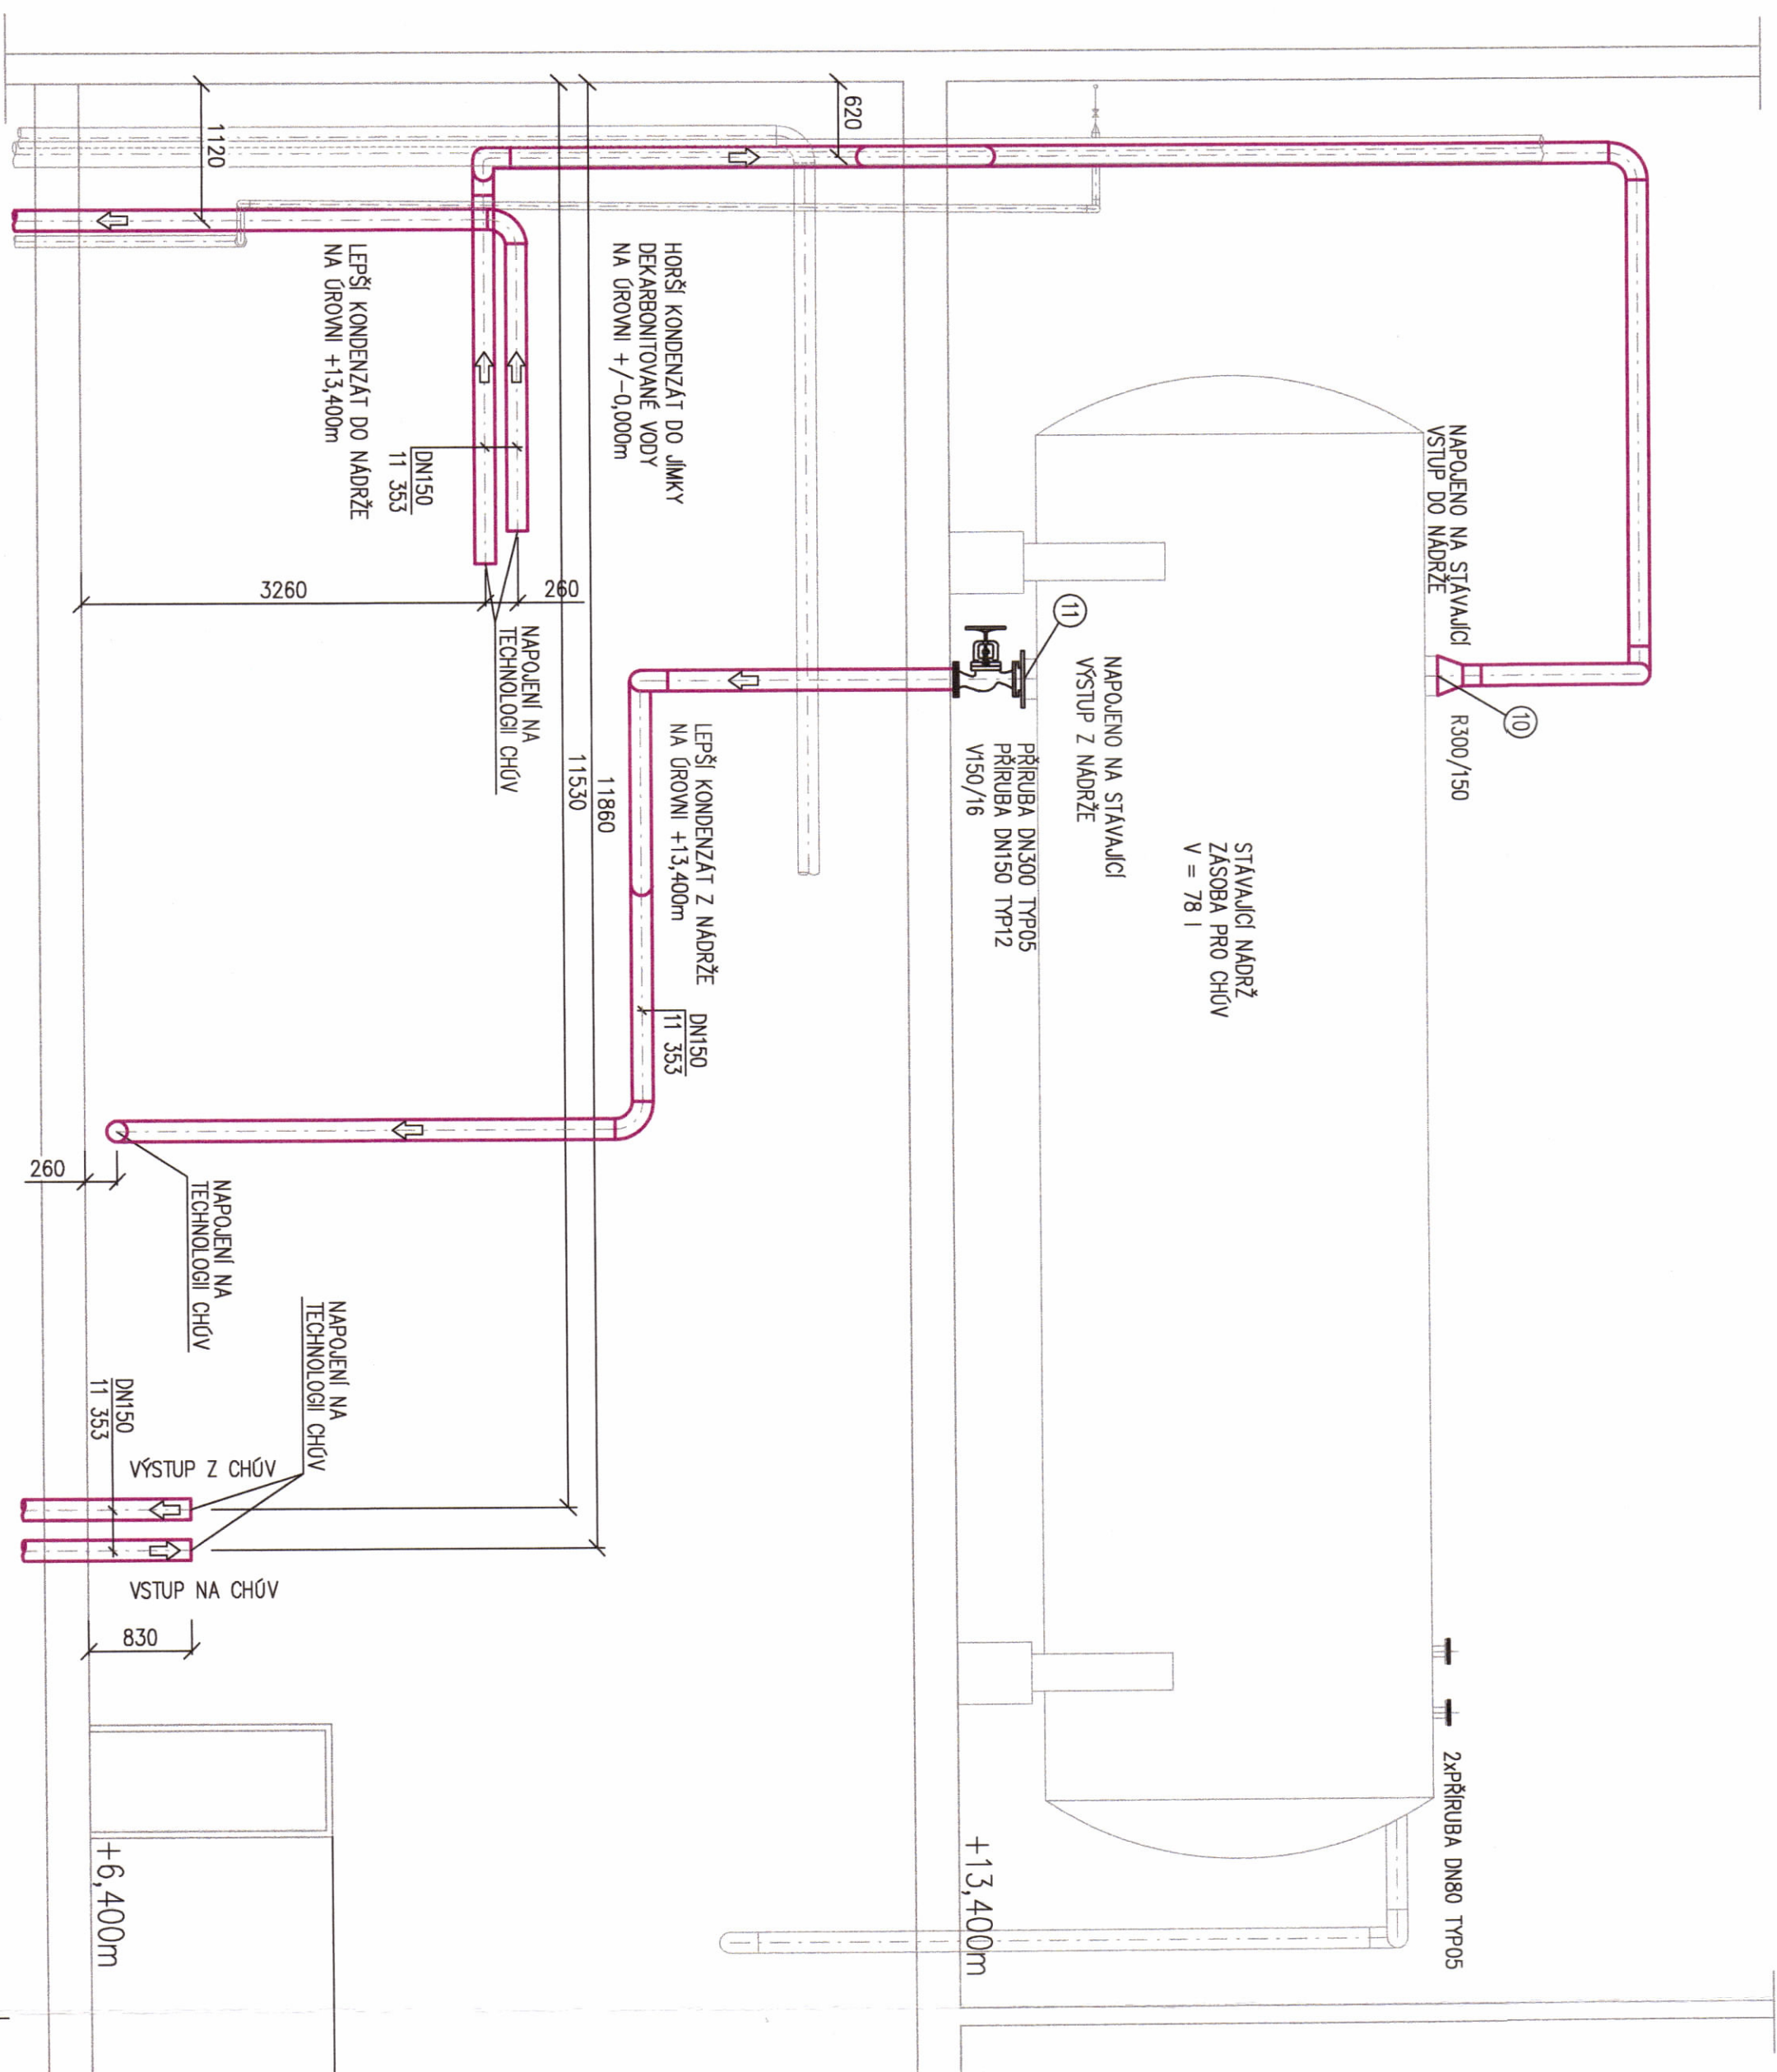 NAPOJENO NA STÁVAJÍCÍ
VSTUP DO NÁDRŽE
10
R300/150
2xPŘÍRUBA DN80 TYP05
STÁVAJÍCÍ NÁDRŽ
ZÁSOBA PRO CHÚV
V = 78 l
11
NAPOJENO NA STÁVAJÍCÍ
VÝSTUP Z NÁDRŽE
PŘÍRUBA DN300 TYP05
PŘÍRUBA DN150 TYP12
V150/16
+13,400m
620
HORŠÍ KONDENZÁT DO JÍMKY
DEKARBONITOVANÉ VODY
NA ÚROVNI +/-0,000m
LEPŠÍ KONDENZÁT Z NÁDRŽE
NA ÚROVNI +13,400m
DN150
11 353
11860
11530
260
3260
NAPOJENÍ NA
TECHNOLOGII CHÚV
DN150
11 353
LEPŠÍ KONDENZÁT DO NÁDRŽE
NA ÚROVNI +13,400m
1120
260
NAPOJENÍ NA
TECHNOLOGII CHÚV
NAPOJENÍ NA
TECHNOLOGII CHÚV
DN150
11 353
VÝSTUP Z CHÚV
VSTUP NA CHÚV
830
+6,400m